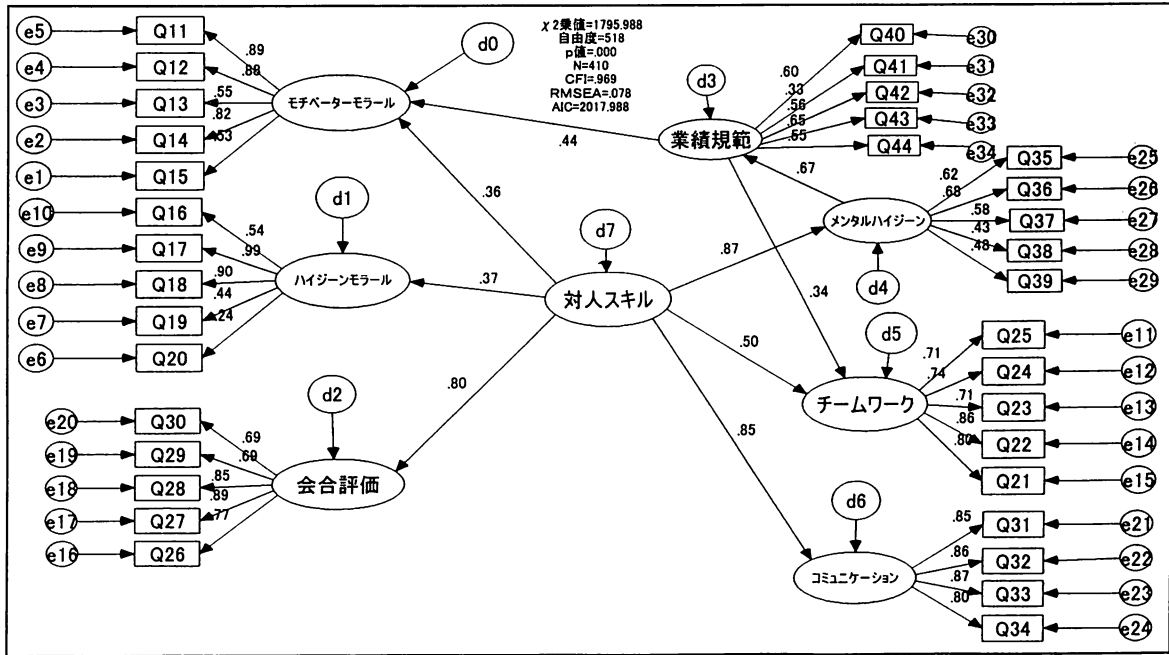 χ2乗値=1795.988
自由度=518
p値=.000
N=410
CFI=.969
RMSEA=.078
AIC=2017.988
e5
Q11
.89
e4
Q12
.88
e3
Q13
.55
e2
Q14
.82
e1
Q15
.53
モチベーターモラール
d0
e10
Q16
.54
e9
Q17
.99
e8
Q18
.90
e7
Q19
.44
e6
Q20
.24
ハイジーンモラール
d1
e20
Q30
.69
e19
Q29
.69
e18
Q28
.85
e17
Q27
.89
e16
Q26
.77
会合評価
d2
対人スキル
d7
.44
.36
.37
.80
.87
.50
.85
.67
.34
業績規範
d3
Q40
e30
.60
Q41
e31
.33
Q42
e32
.56
Q43
e33
.65
Q44
e34
.55
メンタルハイジーン
d4
Q35
e25
.62
Q36
e26
.68
Q37
e27
.58
Q38
e28
.43
Q39
e29
.48
チームワーク
d5
Q25
e11
.71
Q24
e12
.74
Q23
e13
.71
Q22
e14
.86
Q21
e15
.80
コミュニケーション
d6
Q31
e21
.85
Q32
e22
.86
Q33
e23
.87
Q34
e24
.80